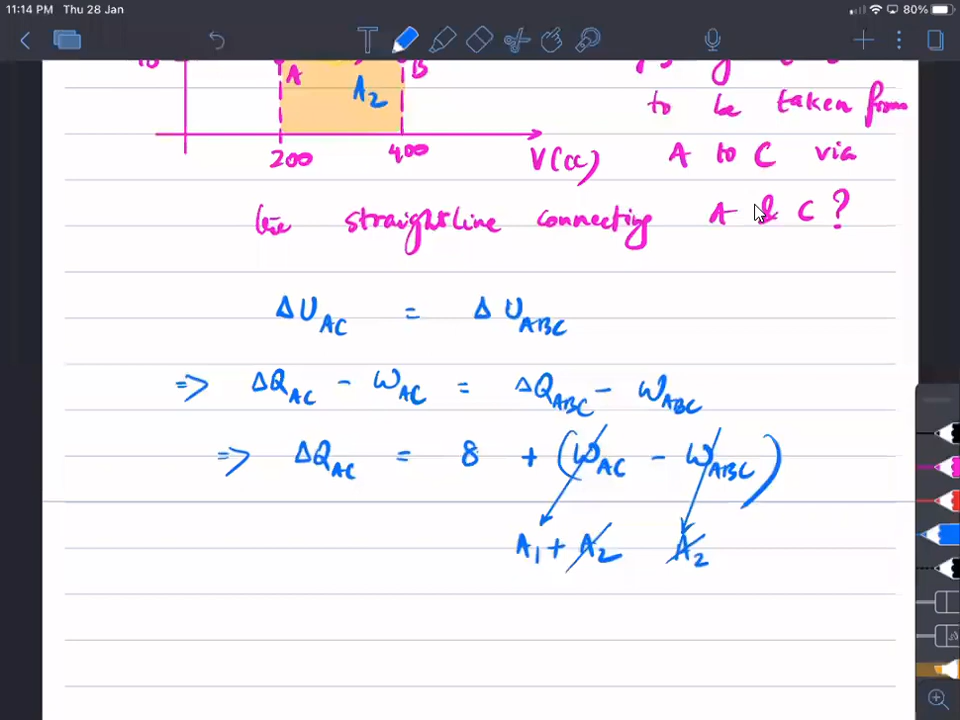 11:14 PM Thu 28 Jan 80%
A B
A2
to be taken from
200 400 V(cc) A to C via
the straightline connecting A & C ?
ΔU_AC = ΔU_ABC
=> ΔQ_AC - W_AC = ΔQ_ABC - W_ABC
=> ΔQ_AC = 8 + (W_AC - W_ABC)
A1 + A2 A2